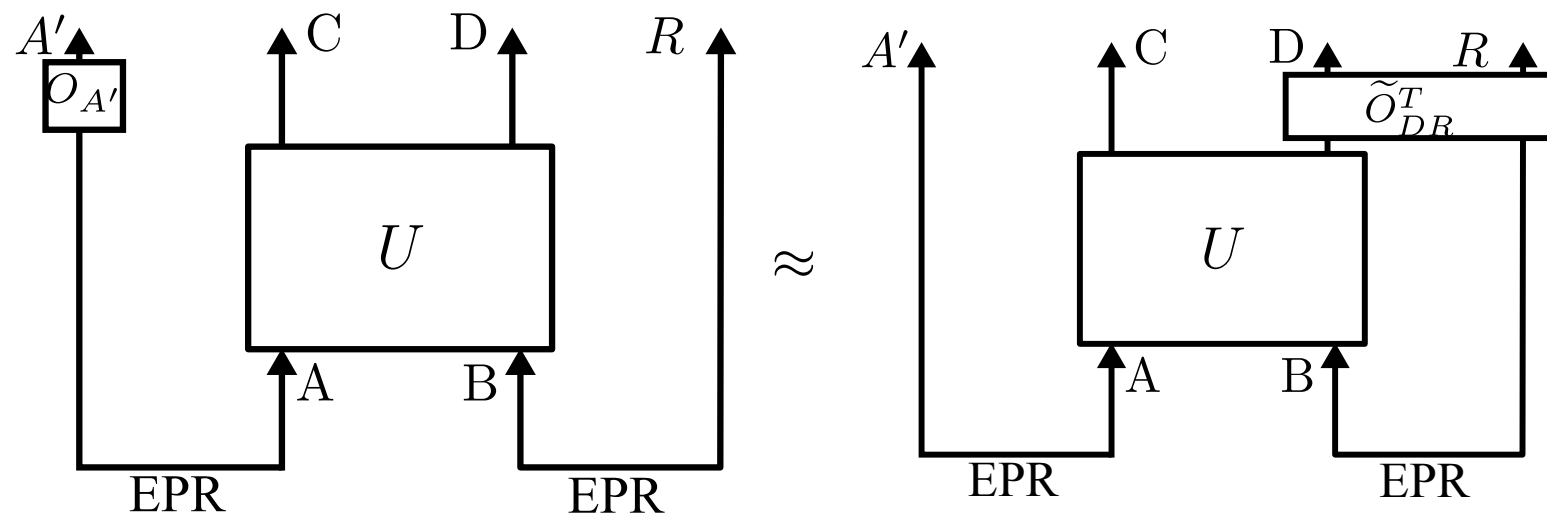 A′ C D R
O_{A′}
U
A B
EPR EPR
≈
A′ C D R
Õ^T_{DR}
U
A B
EPR EPR